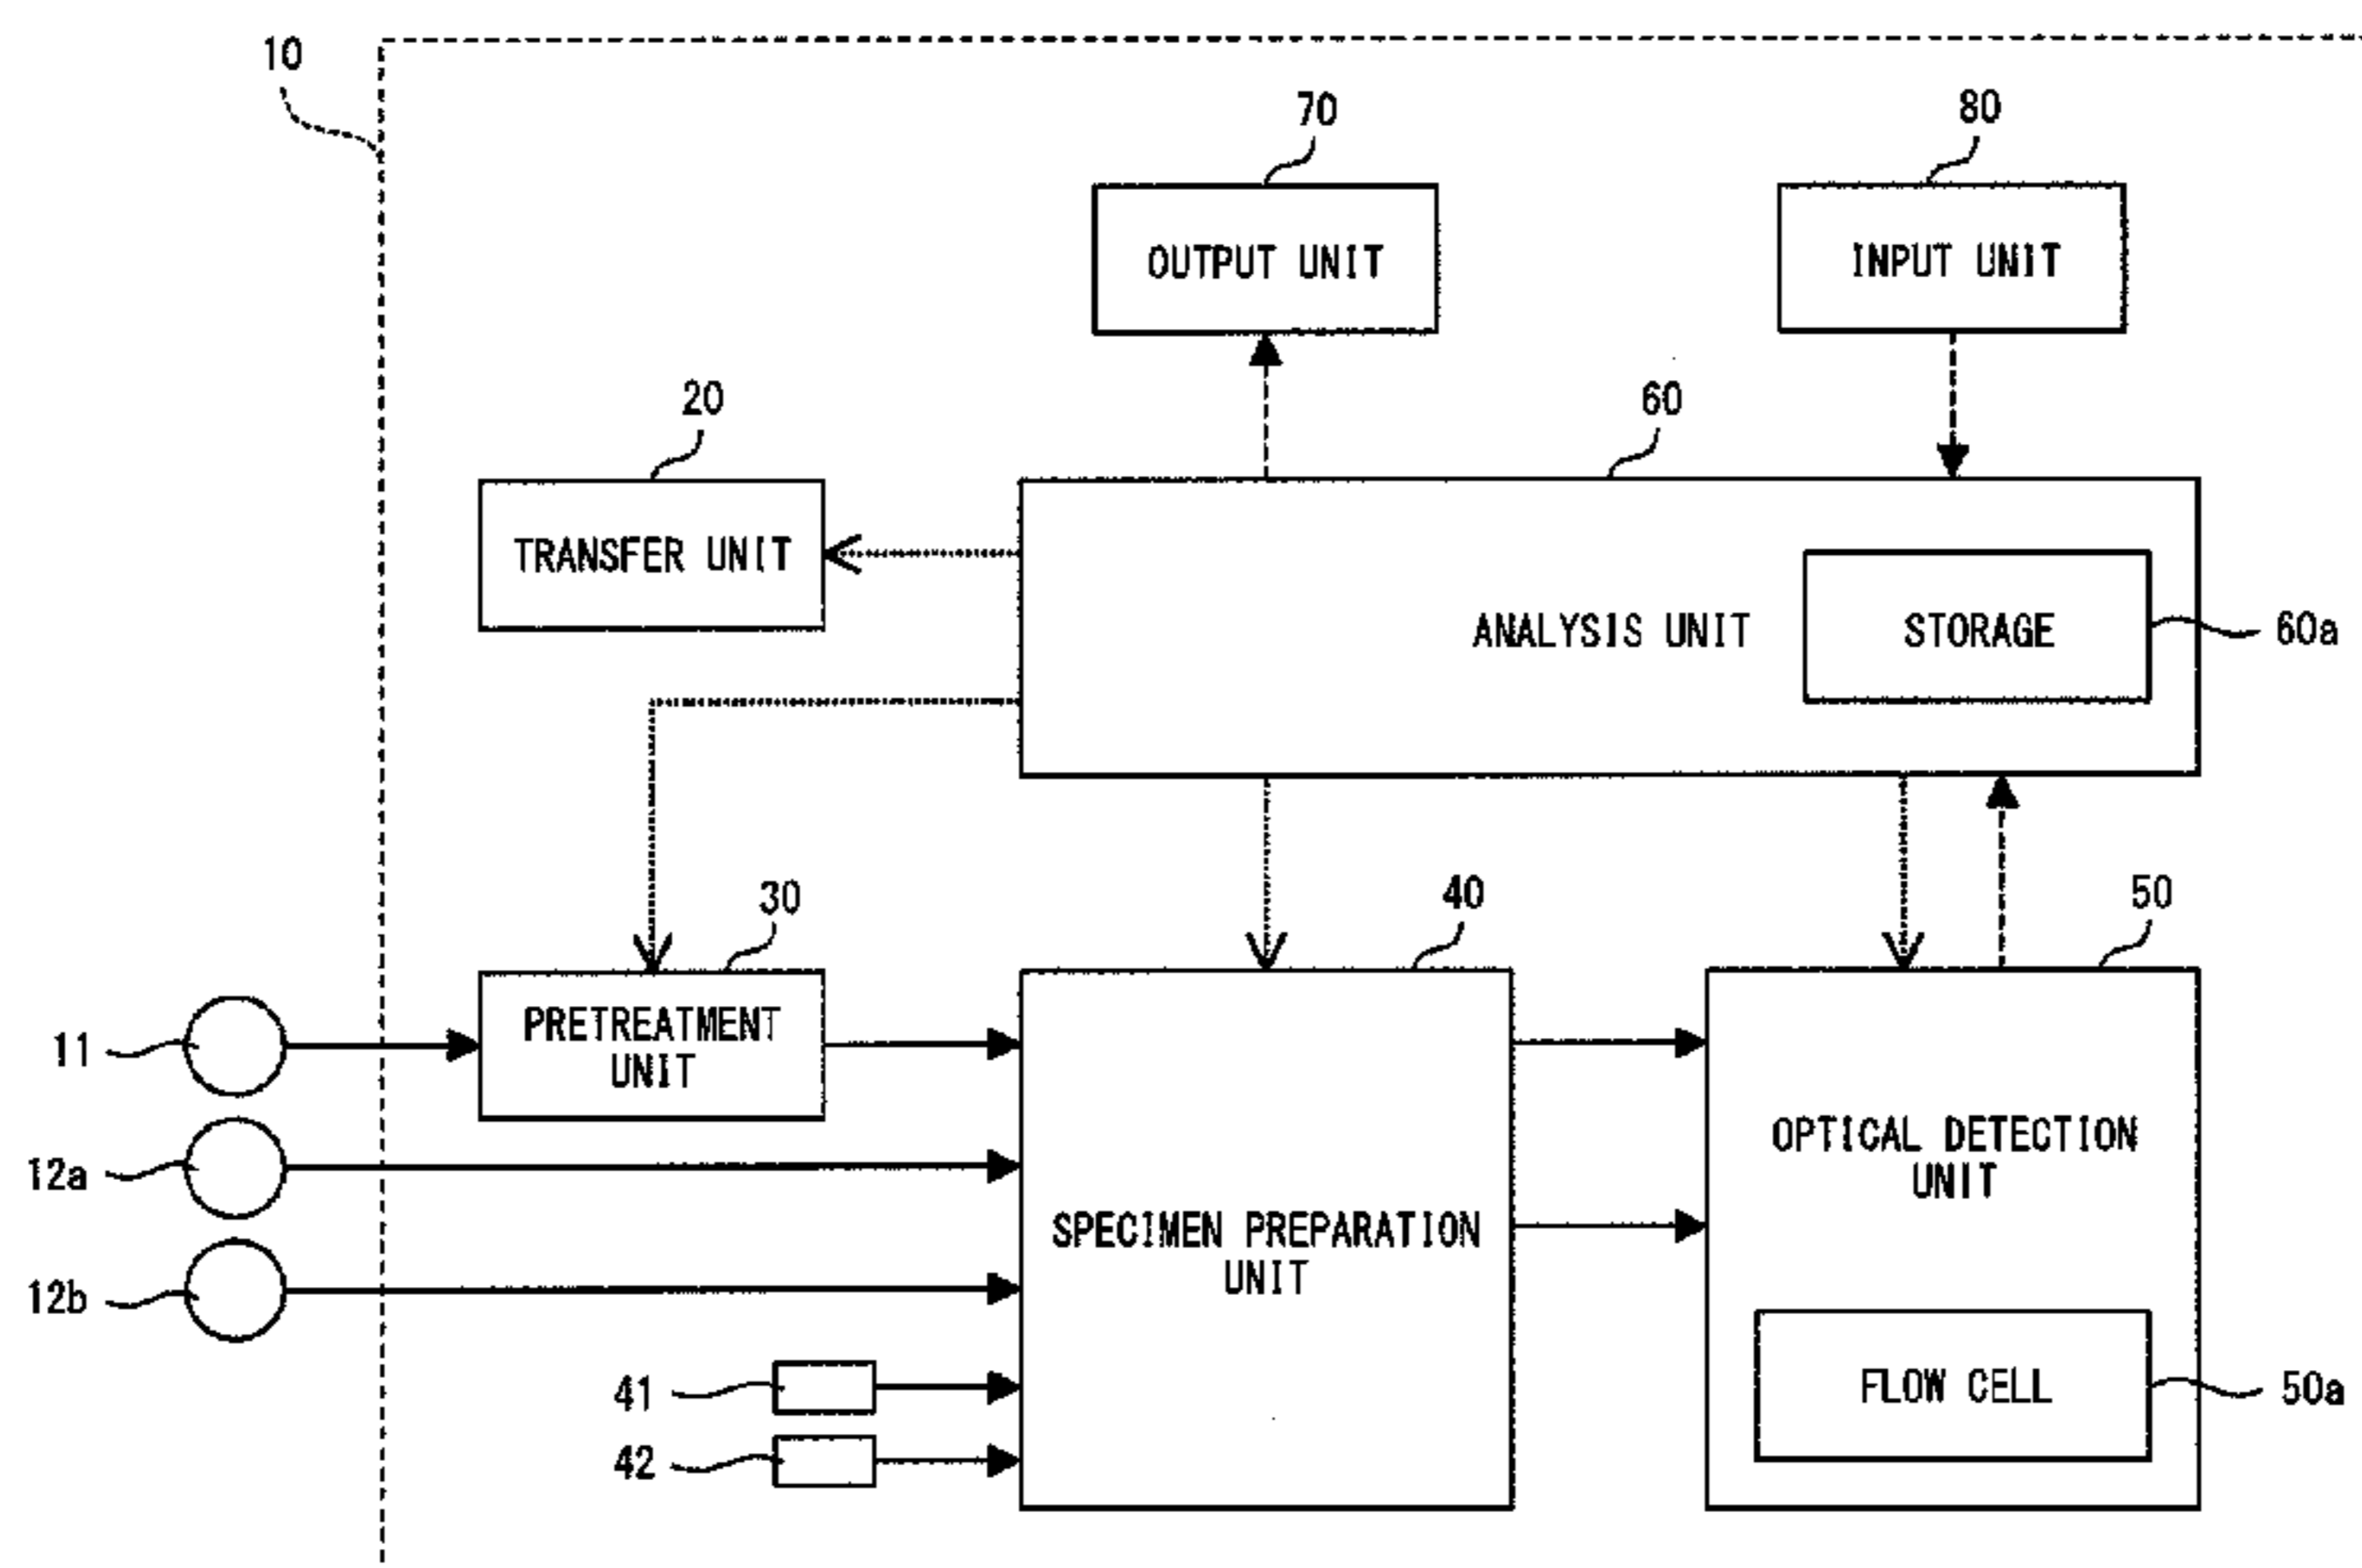 10
70
80
OUTPUT UNIT
INPUT UNIT
20
60
TRANSFER UNIT
ANALYSIS UNIT
STORAGE
60a
30
40
50
11
PRETREATMENT
UNIT
12a
OPTICAL DETECTION
UNIT
12b
SPECIMEN PREPARATION
UNIT
41
FLOW CELL
50a
42